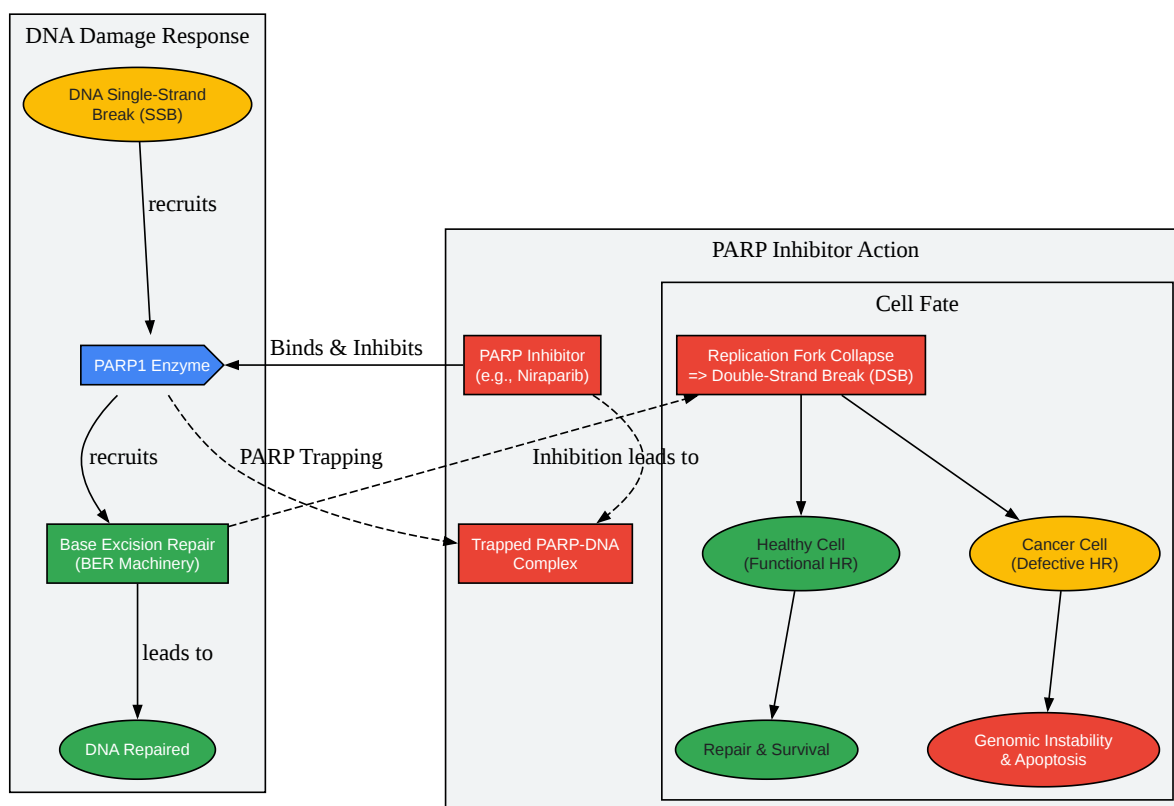 DNA Damage Response
DNA Single-Strand
Break (SSB)
recruits
PARP Inhibitor Action
Cell Fate
PARP1 Enzyme
Binds & Inhibits
PARP Inhibitor
(e.g., Niraparib)
Replication Fork Collapse
=> Double-Strand Break (DSB)
recruits
PARP Trapping
Inhibition leads to
Base Excision Repair
(BER Machinery)
Trapped PARP-DNA
Complex
Healthy Cell
(Functional HR)
Cancer Cell
(Defective HR)
leads to
DNA Repaired
Repair & Survival
Genomic Instability
& Apoptosis